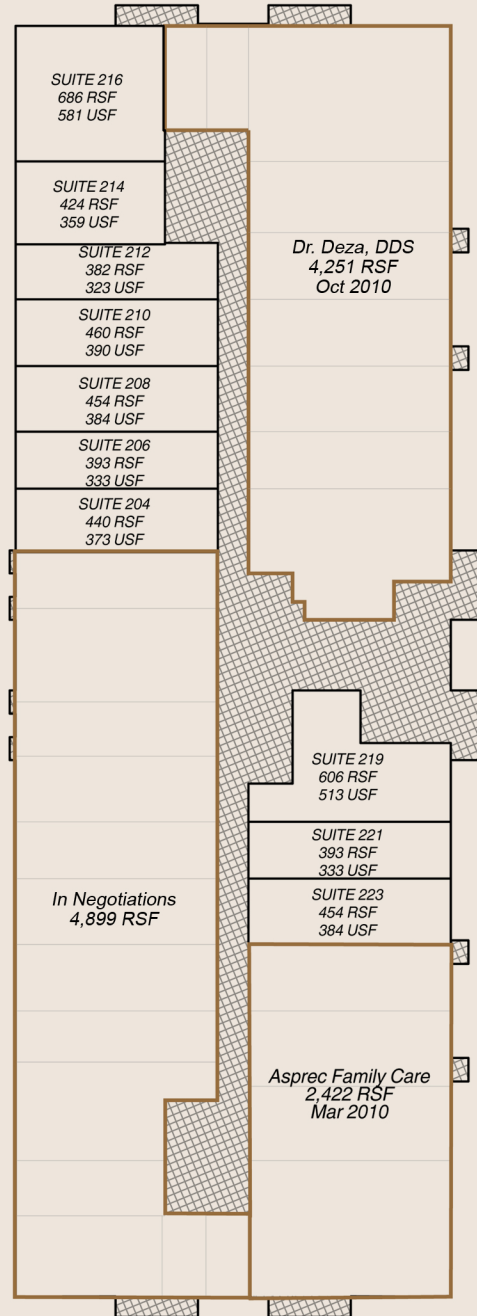 SUITE 216
686 RSF
581 USF
SUITE 214
424 RSF
359 USF
SUITE 212
382 RSF
323 USF
Dr. Deza, DDS
4,251 RSF
Oct 2010
SUITE 210
460 RSF
390 USF
SUITE 208
454 RSF
384 USF
SUITE 206
393 RSF
333 USF
SUITE 204
440 RSF
373 USF
SUITE 219
606 RSF
513 USF
SUITE 221
393 RSF
333 USF
SUITE 223
454 RSF
384 USF
In Negotiations
4,899 RSF
Asprec Family Care
2,422 RSF
Mar 2010